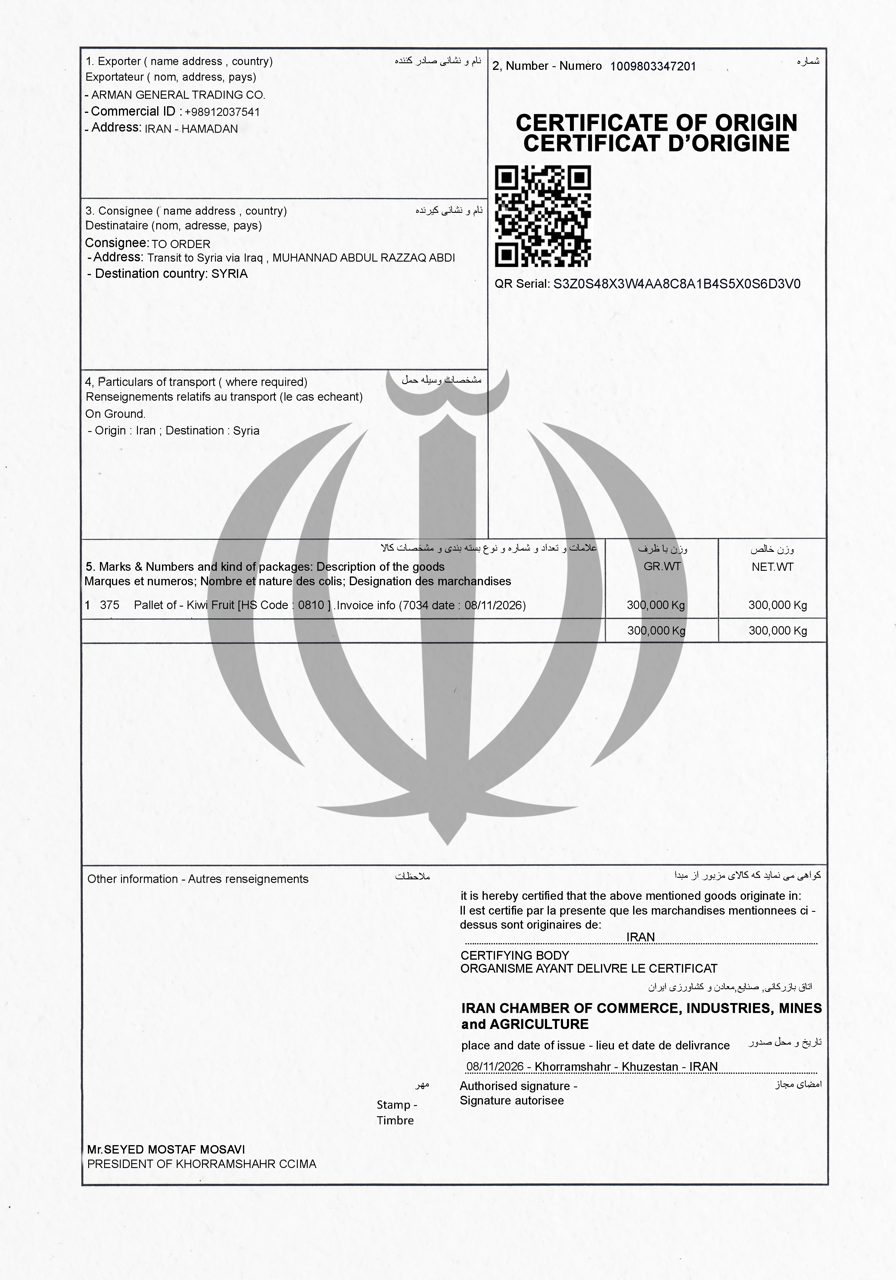 1. Exporter ( name address , country)
نام و نشانی صادر کننده
Exportateur ( nom, address, pays)
- ARMAN GENERAL TRADING CO.
- Commercial ID : +98912037541
- Address: IRAN - HAMADAN
2, Number - Numero 1009803347201
شماره
CERTIFICATE OF ORIGIN
CERTIFICAT D’ORIGINE
QR Serial: S3Z0S48X3W4AA8C8A1B4S5X0S6D3V0
3. Consignee ( name address , country)
نام و نشانی گیرنده
Destinataire (nom, adresse, pays)
Consignee: TO ORDER
- Address: Transit to Syria via Iraq , MUHANNAD ABDUL RAZZAQ ABDI
- Destination country: SYRIA
4, Particulars of transport ( where required)
مشخصات وسیله حمل
Renseignements relatifs au transport (le cas echeant)
On Ground.
- Origin : Iran ; Destination : Syria
علامات و تعداد و شماره و نوع بسته بندی و مشخصات کالا
وزن با ظرف
وزن خالص
5. Marks & Numbers and kind of packages: Description of the goods
GR.WT
NET.WT
Marques et numeros; Nombre et nature des colis; Designation des marchandises
1 375 Pallet of - Kiwi Fruit [HS Code : 0810 ] .Invoice info (7034 date : 08/11/2026)
300,000 Kg
300,000 Kg
300,000 Kg
300,000 Kg
Other information - Autres renseignements
ملاحظات
کواهی می نماید که کالای مزبور از مبدا
it is hereby certified that the above mentioned goods originate in:
Il est certifie par la presente que les marchandises mentionnees ci -
dessus sont originaires de:
IRAN
CERTIFYING BODY
ORGANISME AYANT DELIVRE LE CERTIFICAT
اتاق بازرگانی, صنایع,معادن و کشاورزی ایران
IRAN CHAMBER OF COMMERCE, INDUSTRIES, MINES
and AGRICULTURE
place and date of issue - lieu et date de delivrance
تاریخ و محل صدور
08/11/2026 - Khorramshahr - Khuzestan - IRAN
Authorised signature -
امضای مجاز
Signature autorisee
مهر
Stamp -
Timbre
Mr.SEYED MOSTAF MOSAVI
PRESIDENT OF KHORRAMSHAHR CCIMA